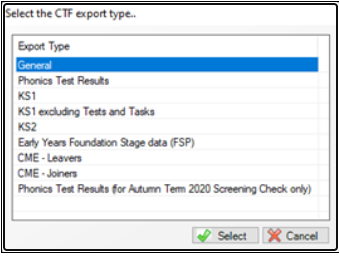 Select the CTF export type..
Export Type
General
Phonics Test Results
KS1
KS1 excluding Tests and Tasks
KS2
Early Years Foundation Stage data (FSP)
CME - Leavers
CME - Joiners
Phonics Test Results (for Autumn Term 2020 Screening Check only)
Select Cancel